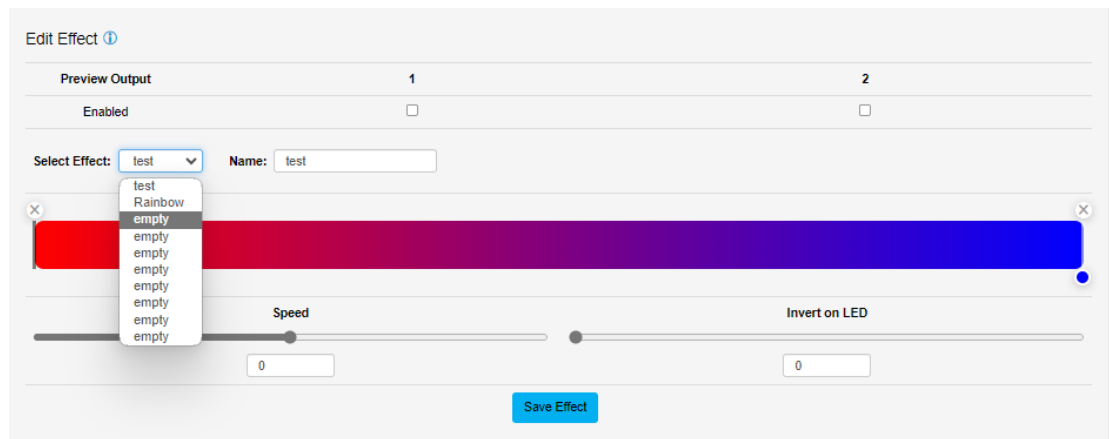 Edit Effect
Preview Output 1 2
Enabled
Select Effect: test Name: test
test
Rainbow
empty
empty
empty
empty
empty
empty
empty
empty
Speed Invert on LED
0 0
Save Effect